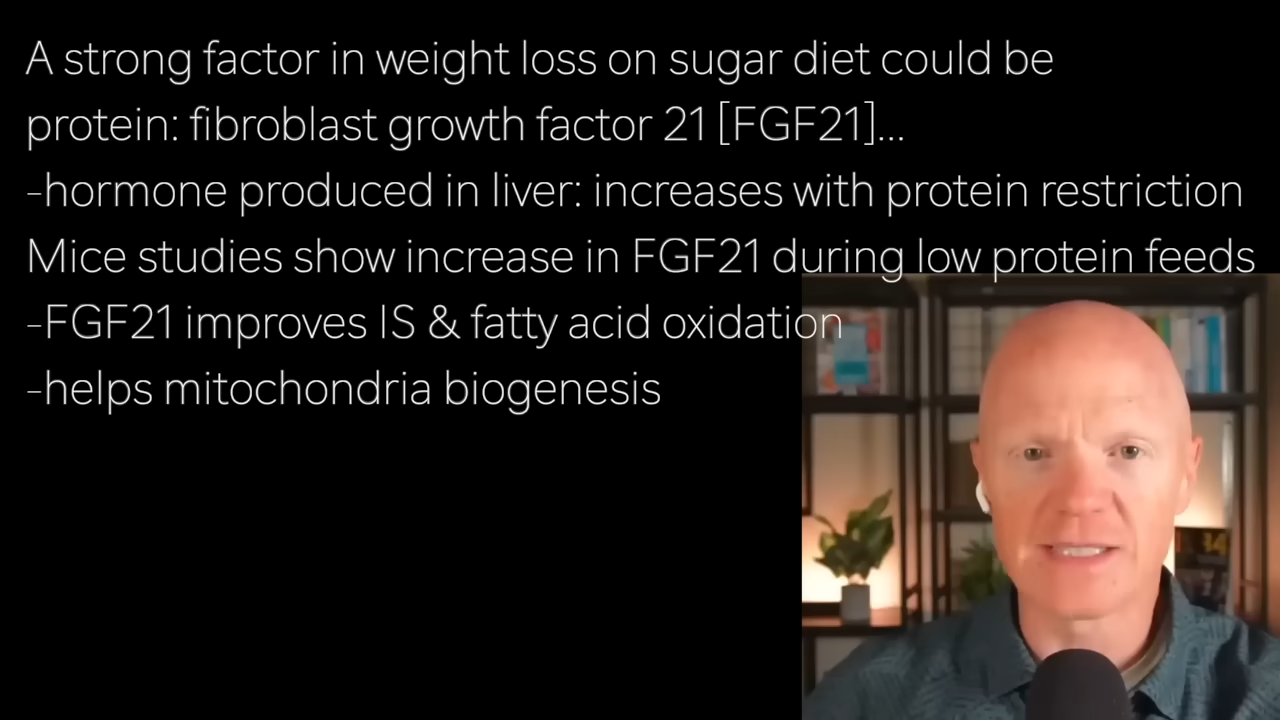 A strong factor in weight loss on sugar diet could be
protein: fibroblast growth factor 21 [FGF21]...
-hormone produced in liver: increases with protein restriction
Mice studies show increase in FGF21 during low protein feeds
-FGF21 improves IS & fatty acid oxidation
-helps mitochondria biogenesis